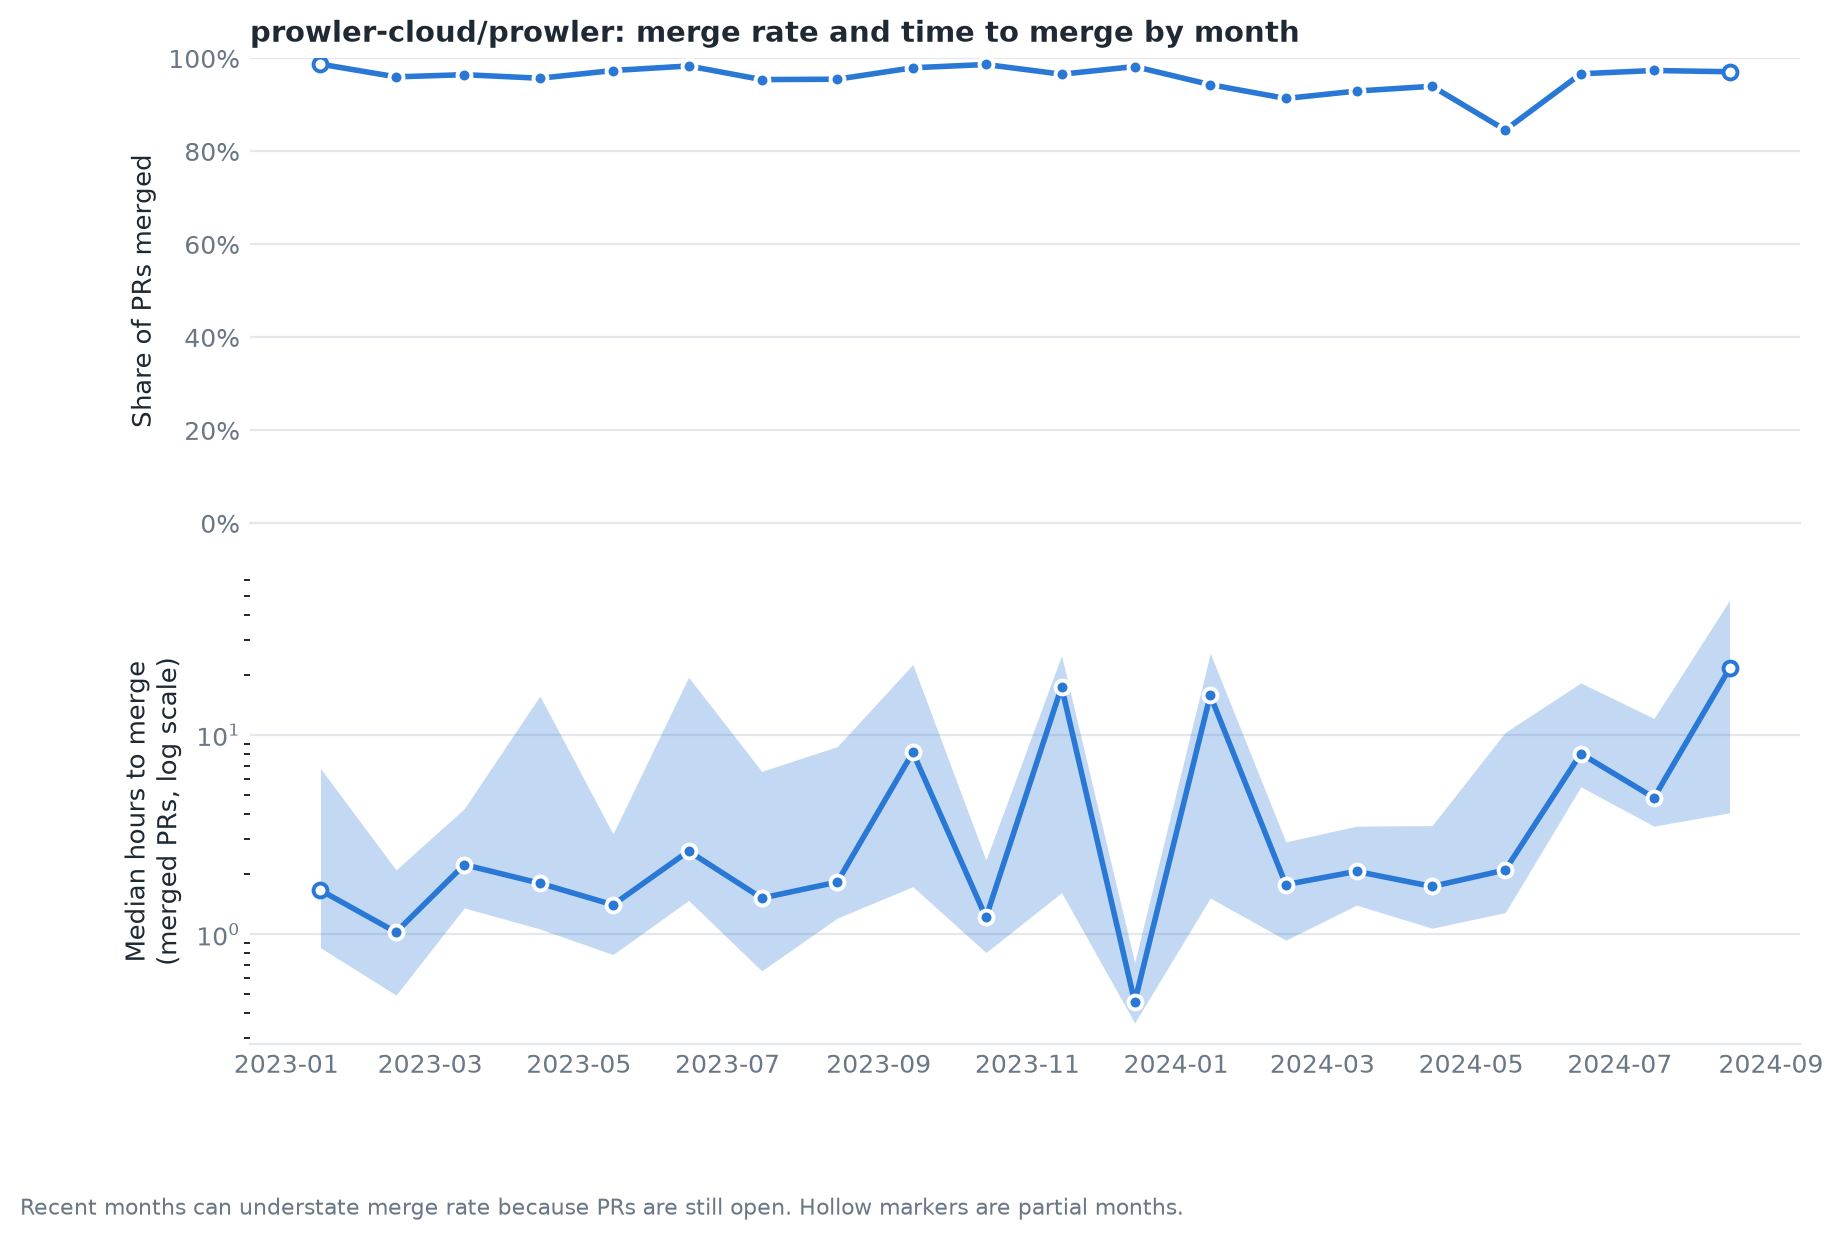 prowler-cloud/prowler: merge rate and time to merge by month
100%
80%
60%
40%
20%
0%
Share of PRs merged
10¹
10⁰
Median hours to merge
(merged PRs, log scale)
2023-01 2023-03 2023-05 2023-07 2023-09 2023-11 2024-01 2024-03 2024-05 2024-07 2024-09
Recent months can understate merge rate because PRs are still open. Hollow markers are partial months.